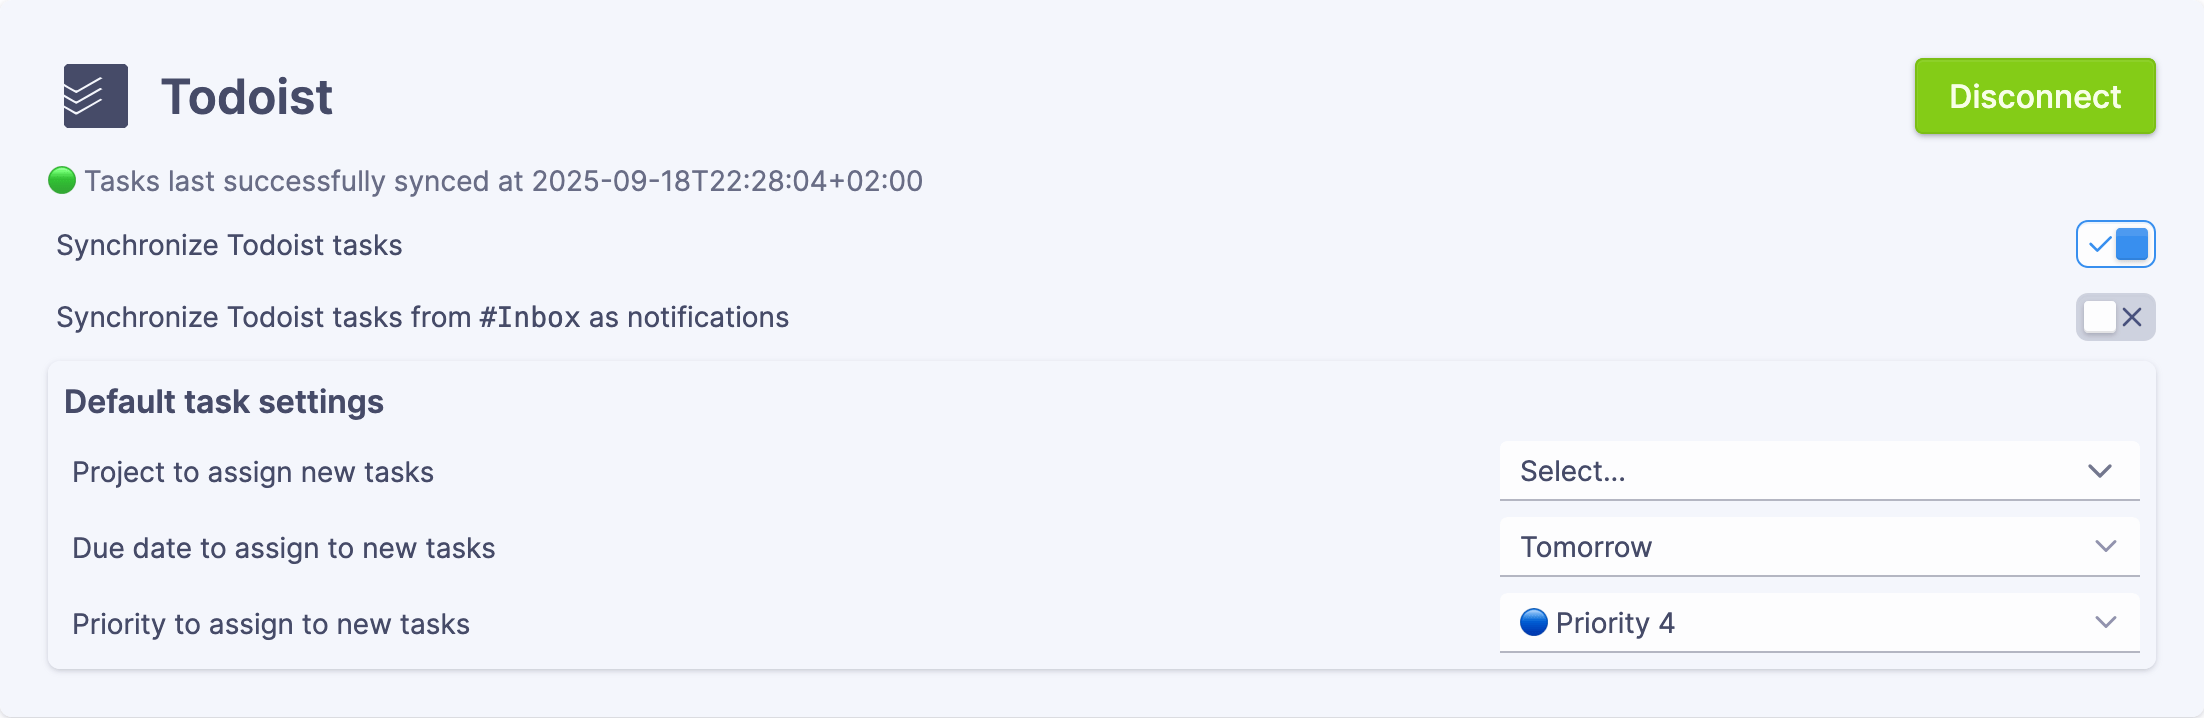 Todoist
Disconnect
Tasks last successfully synced at 2025-09-18T22:28:04+02:00
Synchronize Todoist tasks
Synchronize Todoist tasks from #Inbox as notifications
Default task settings
Project to assign new tasks
Select...
Due date to assign to new tasks
Tomorrow
Priority to assign to new tasks
Priority 4